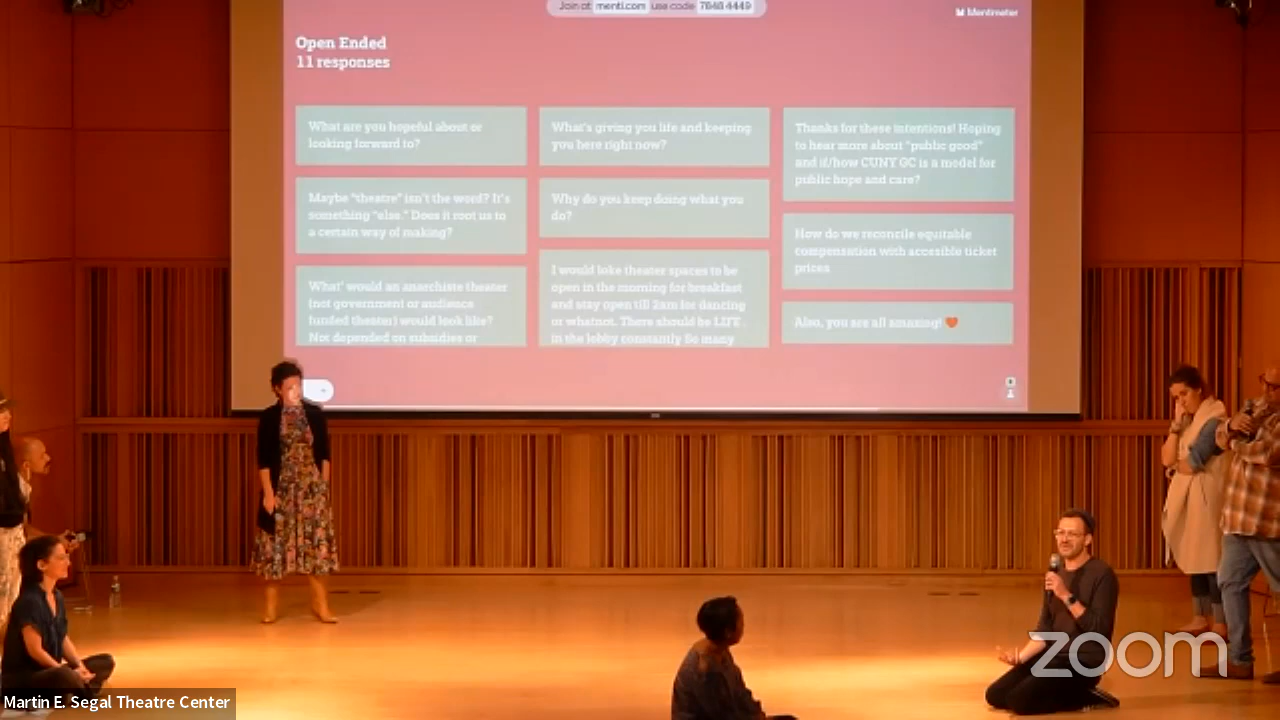 Join at menti.com use code 7848 4449
Mentimeter
Open Ended
11 responses
What are you hopeful about or
looking forward to?
Maybe "theatre" isn't the word? It's
something "else." Does it root us to
a certain way of making?
What' would an anarchiste theater
(not government or audience
funded theater) would look like?
Not depended on subsidies or
What's giving you life and keeping
you here right now?
Why do you keep doing what you
do?
I would loke theater spaces to be
open in the morning for breakfast
and stay open till 2am for dancing
or whatnot. There should be LIFE
in the lobby constantly So many
Thanks for these intentions! Hoping
to hear more about "public good"
and if/how CUNY GC is a model for
public hope and care?
How do we reconcile equitable
compensation with accesible ticket
prices
Also, you are all amazing!
zoom
Martin E. Segal Theatre Center